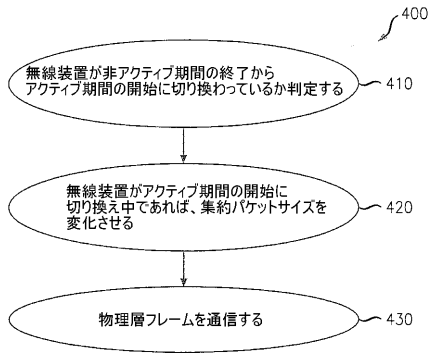 400
無線装置が非アクティブ期間の終了から
アクティブ期間の開始に切り換わっているか判定する
410
無線装置がアクティブ期間の開始に
切り換え中であれば、集約パケットサイズを
変化させる
420
物理層フレームを通信する
430